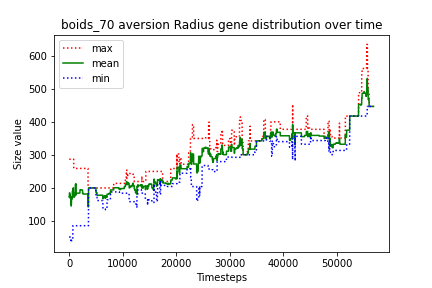 boids_70 aversion Radius gene distribution over time
max
mean
min
Size value
600
500
400
300
200
100
0
10000
20000
30000
40000
50000
Timesteps